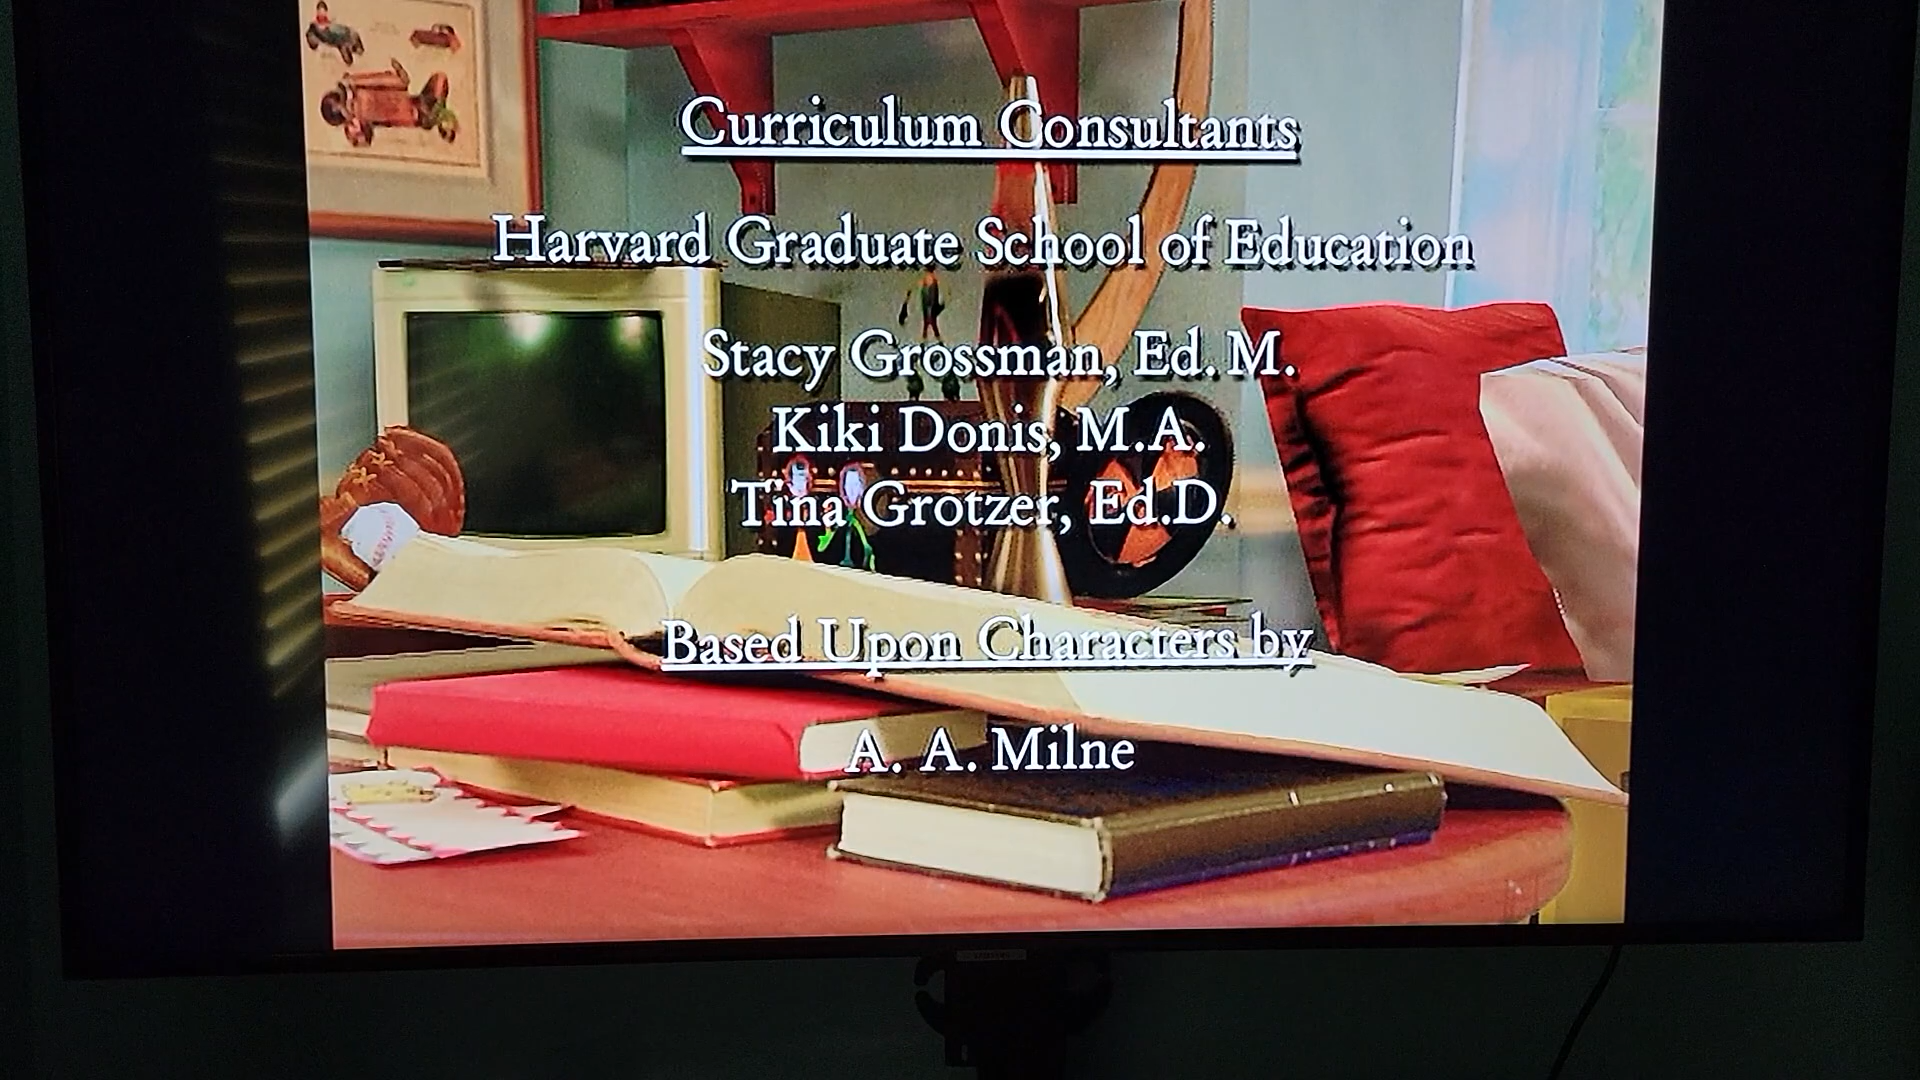 Curriculum Consultants
Harvard Graduate School of Education
Stacy Grossman, Ed. M.
Kiki Donis, M.A.
Tina Grotzer, Ed.D.
Based Upon Characters by
A. A. Milne